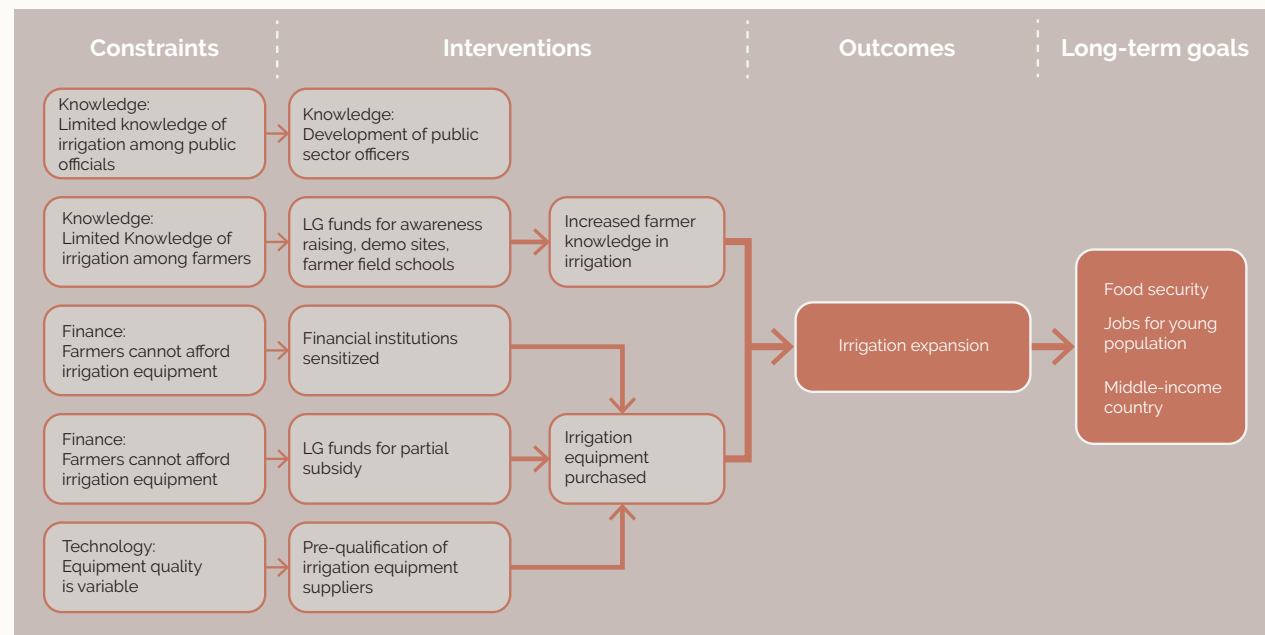 Constraints
Interventions
Outcomes
Long-term goals
Knowledge:
Limited knowledge of
irrigation among public
officials
Knowledge:
Development of public
sector officers
Knowledge:
Limited Knowledge of
irrigation among farmers
LG funds for awareness
raising, demo sites,
farmer field schools
Increased farmer
knowledge in
irrigation
Finance:
Farmers cannot afford
irrigation equipment
Financial institutions
sensitized
Finance:
Farmers cannot afford
irrigation equipment
LG funds for partial
subsidy
Irrigation
equipment
purchased
Technology:
Equipment quality
is variable
Pre-qualification of
irrigation equipment
suppliers
Irrigation expansion
Food security
Jobs for young
population
Middle-income
country